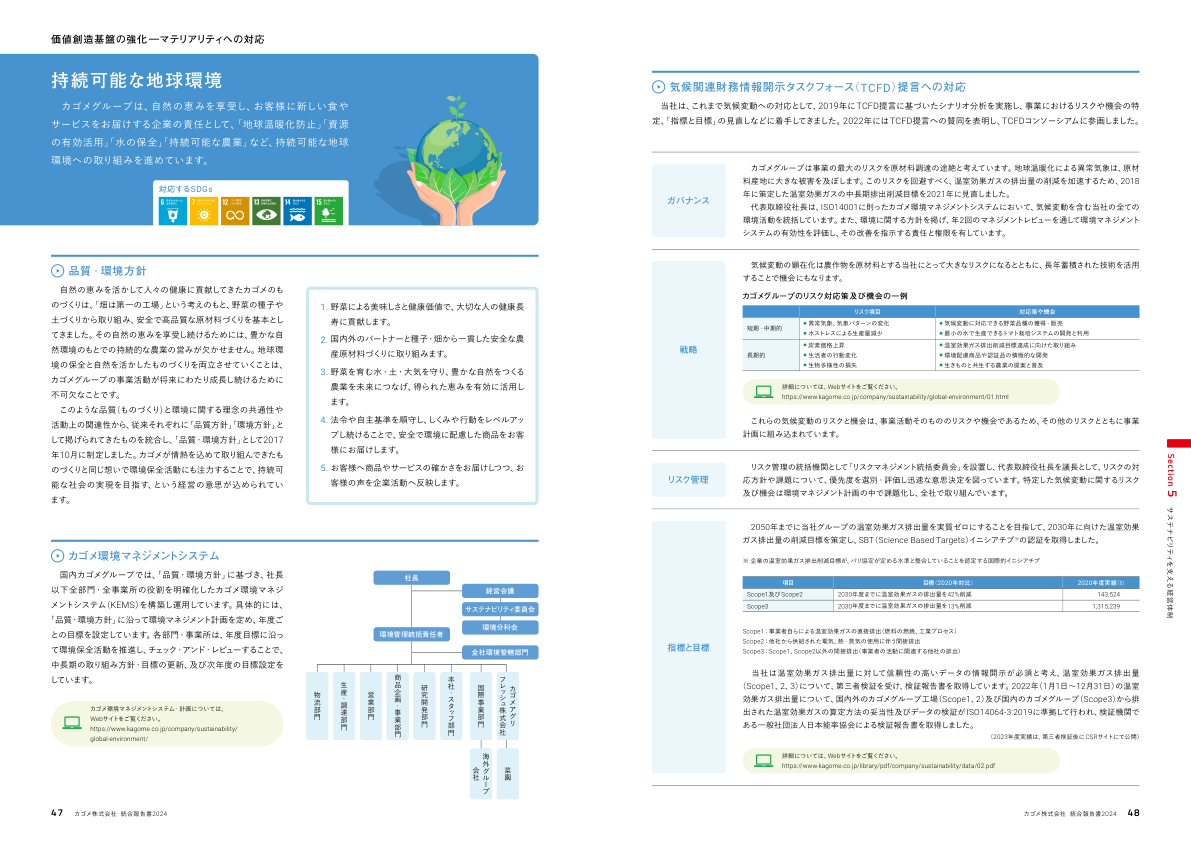 価値創造基盤の強化―マテリアリティへの対応
持続可能な地球環境
カゴメグループは、自然の恵みを享受し、お客様に新しい食や
サービスをお届けする企業の責任として、「地球温暖化防止」「資源
の有効活用」「水の保全」「持続可能な農業」など、持続可能な地球
環境への取り組みを進めています。
対応するSDGs
6
7
12
13
14
15
品質・環境方針
自然の恵みを活かして人々の健康に貢献してきたカゴメのも
のづくりは、「畑は第一の工場」という考えのもと、野菜の種子や
土づくりから取り組み、安全で高品質な原材料づくりを基本とし
てきました。その自然の恵みを享受し続けるためには、豊かな自
然環境のもとでの持続的な農業の営みが欠かせません。地球環
境の保全と自然を活かしたものづくりを両立させていくことは、
カゴメグループの事業活動が将来にわたり成長し続けるために
不可欠なことです。
このような品質(ものづくり)と環境に関する理念の共通性や
活動上の関連性から、従来それぞれに「品質方針」「環境方針」と
して掲げられてきたものを統合し、「品質・環境方針」として2017
年10月に制定しました。カゴメが情熱を込めて取り組んできたも
のづくりと同じ想いで環境保全活動にも注力することで、持続可
能な社会の実現を目指す、という経営の意思が込められてい
ます。
1. 野菜による美味しさと健康価値で、大切な人の健康長
寿に貢献します。
2. 国内外のパートナーと種子・畑から一貫した安全な農
産原材料づくりに取り組みます。
3. 野菜を育む水・土・大気を守り、豊かな自然をつくる
農業を未来につなげ、得られた恵みを有効に活用し
ます。
4. 法令や自主基準を順守し、しくみや行動をレベルアッ
プし続けることで、安全で環境に配慮した商品をお客
様にお届けします。
5. お客様へ商品やサービスの確かさをお届けしつつ、お
客様の声を企業活動へ反映します。
カゴメ環境マネジメントシステム
国内カゴメグループでは、「品質・環境方針」に基づき、社長
以下全部門・全事業所の役割を明確化したカゴメ環境マネジ
メントシステム(KEMS)を構築し運用しています。具体的には、
「品質・環境方針」に沿って環境マネジメント計画を定め、年度ご
との目標を設定しています。各部門・事業所は、年度目標に沿っ
て環境保全活動を推進し、チェック・アンド・レビューすることで、
中長期の取り組み方針・目標の更新、及び次年度の目標設定を
しています。
カゴメ環境マネジメントシステム・計画については、
Webサイトをご覧ください。
https://www.kagome.co.jp/company/sustainability/
global-environment/
社長
経営会議
サステナビリティ委員会
環境分科会
環境管理統括責任者
全社環境管轄部門
物流部門
生産・調達部門
営業部門
商品企画・事業部門
研究開発部門
本社・スタッフ部門
国際事業部門
カゴメアグリ
フレッシュ株式会社
海外グループ
会社
菜園
47 カゴメ株式会社 統合報告書2024
気候関連財務情報開示タスクフォース(TCFD)提言への対応
当社は、これまで気候変動への対応として、2019年にTCFD提言に基づいたシナリオ分析を実施し、事業におけるリスクや機会の特
定、「指標と目標」の見直しなどに着手してきました。2022年にはTCFD提言への賛同を表明し、TCFDコンソーシアムに参画しました。
ガバナンス
カゴメグループは事業の最大のリスクを原材料調達の途絶と考えています。地球温暖化による異常気象は、原材
料産地に大きな被害を及ぼします。このリスクを回避すべく、温室効果ガスの排出量の削減を加速するため、2018
年に策定した温室効果ガスの中長期排出削減目標を2021年に見直しました。
代表取締役社長は、ISO14001に則ったカゴメ環境マネジメントシステムにおいて、気候変動を含む当社の全ての
環境活動を統括しています。また、環境に関する方針を掲げ、年2回のマネジメントレビューを通して環境マネジメント
システムの有効性を評価し、その改善を指示する責任と権限を有しています。
戦略
気候変動の顕在化は農作物を原材料とする当社にとって大きなリスクになるとともに、長年蓄積された技術を活用
することで機会にもなります。
カゴメグループのリスク対応策及び機会の一例
リスク項目 対応策や機会
短期・中期的
● 異常気象、気象パターンの変化 ● 気候変動に対応できる野菜品種の獲得・販売
● 水ストレスによる生産量減少 ● 最小の水で生産できるトマト栽培システムの開発と利用
長期的
● 炭素価格上昇 ● 温室効果ガス排出削減目標達成に向けた取り組み
● 生活者の行動変化 ● 環境配慮商品や認証品の積極的な開発
● 生物多様性の損失 ● 生きものと共生する農業の提案と普及
詳細については、Webサイトをご覧ください。
https://www.kagome.co.jp/company/sustainability/global-environment/01.html
これらの気候変動のリスクと機会は、事業活動そのもののリスクや機会であるため、その他のリスクとともに事業
計画に組み込まれています。
リスク管理
リスク管理の統括機関として「リスクマネジメント統括委員会」を設置し、代表取締役社長を議長として、リスクの対
応方針や課題について、優先度を選別・評価し迅速な意思決定を図っています。特定した気候変動に関するリスク
及び機会は環境マネジメント計画の中で課題化し、全社で取り組んでいます。
指標と目標
2050年までに当社グループの温室効果ガス排出量を実質ゼロにすることを目指して、2030年に向けた温室効果
ガス排出量の削減目標を策定し、SBT(Science Based Targets)イニシアチブ※の認証を取得しました。
※ 企業の温室効果ガス排出削減目標が、パリ協定が定める水準と整合していることを認定する国際的イニシアチブ
項目 目標(2020年対比) 2020年度実績(t)
Scope1及びScope2 2030年度までに温室効果ガスの排出量を42%削減 143,524
Scope3 2030年度までに温室効果ガスの排出量を13%削減 1,315,239
Scope1:事業者自らによる温室効果ガスの直接排出(燃料の燃焼、工業プロセス)
Scope2:他社から供給された電気、熱・蒸気の使用に伴う間接排出
Scope3:Scope1、Scope2以外の間接排出(事業者の活動に関連する他社の排出)
当社は温室効果ガス排出量に対して信頼性の高いデータの情報開示が必須と考え、温室効果ガス排出量
(Scope1、2、3)について、第三者検証を受け、検証報告書を取得しています。2022年(1月1日～12月31日)の温室
効果ガス排出量について、国内外のカゴメグループ工場(Scope1、2)及び国内のカゴメグループ(Scope3)から排
出された温室効果ガスの算定方法の妥当性及びデータの検証がISO14064-3:2019に準拠して行われ、検証機関で
ある一般社団法人日本能率協会による検証報告書を取得しました。
(2023年度実績は、第三者検証後にCSRサイトにて公開)
詳細については、Webサイトをご覧ください。
https://www.kagome.co.jp/library/pdf/company/sustainability/data/02.pdf
Section 5
サステナビリティを支える経営体制
カゴメ株式会社 統合報告書2024 48